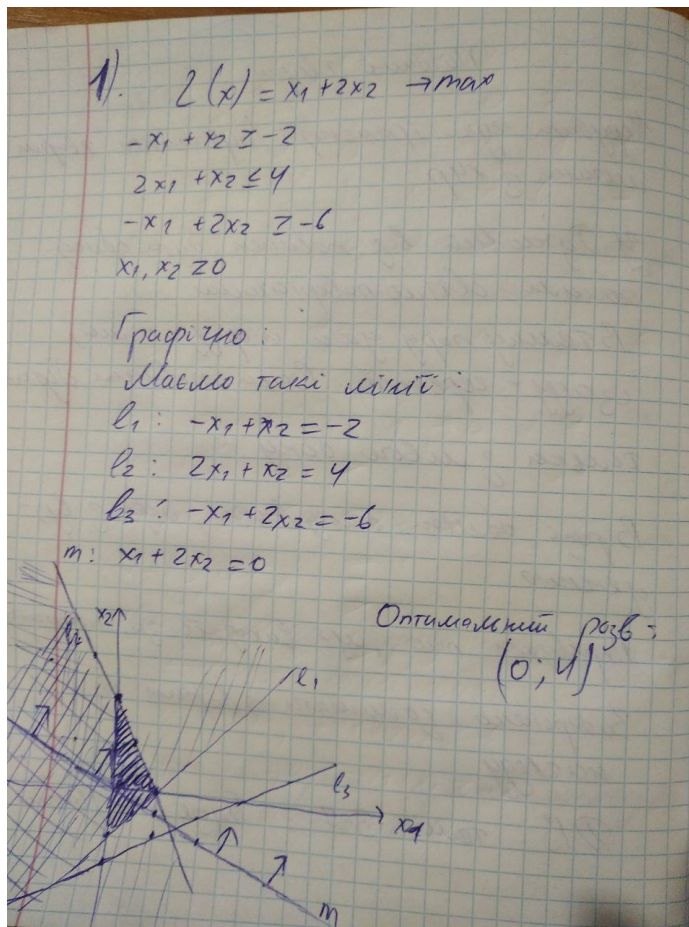 1). Z(x) = x1 + 2x2 → max
-x1 + x2 ≥ -2
2x1 + x2 ≤ 4
-x1 + 2x2 ≥ -6
x1, x2 ≥ 0
Графічно:
Маємо такі лінії:
l1: -x1 + x2 = -2
l2: 2x1 + x2 = 4
l3: -x1 + 2x2 = -6
m: x1 + 2x2 = 0
Оптимальний розв:
(0; 4)
x2
l2
l1
l3
x1
m